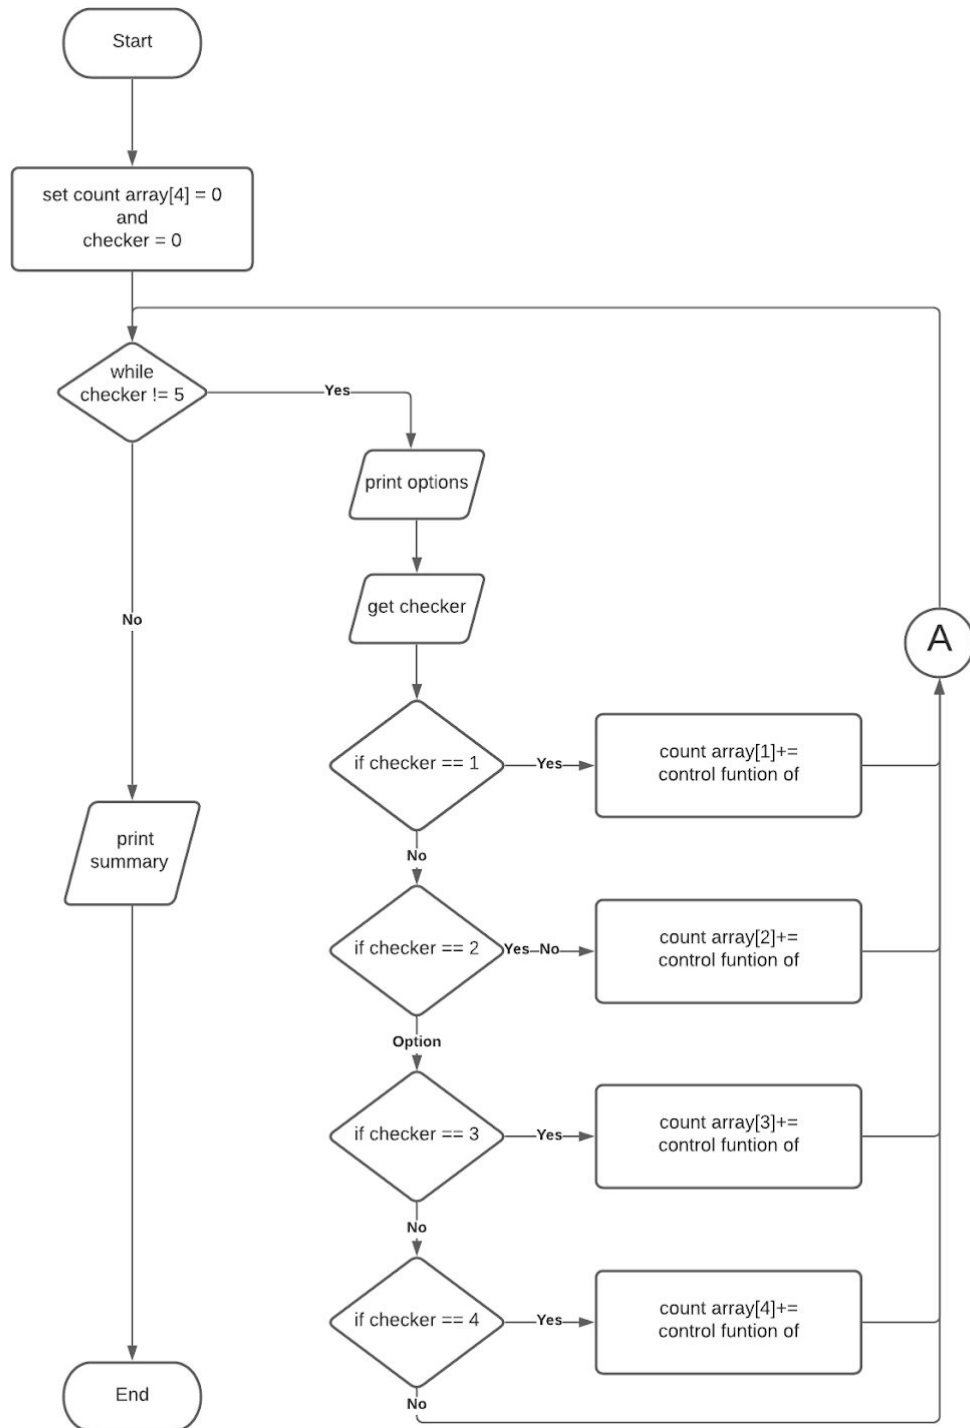 Start
set count array[4] = 0
and
checker = 0
while
checker != 5
Yes
print options
get checker
No
A
if checker == 1
Yes
count array[1]+=
control funtion of
No
print
summary
if checker == 2
Yes
No
count array[2]+=
control funtion of
Option
if checker == 3
Yes
count array[3]+=
control funtion of
No
if checker == 4
Yes
count array[4]+=
control funtion of
No
End